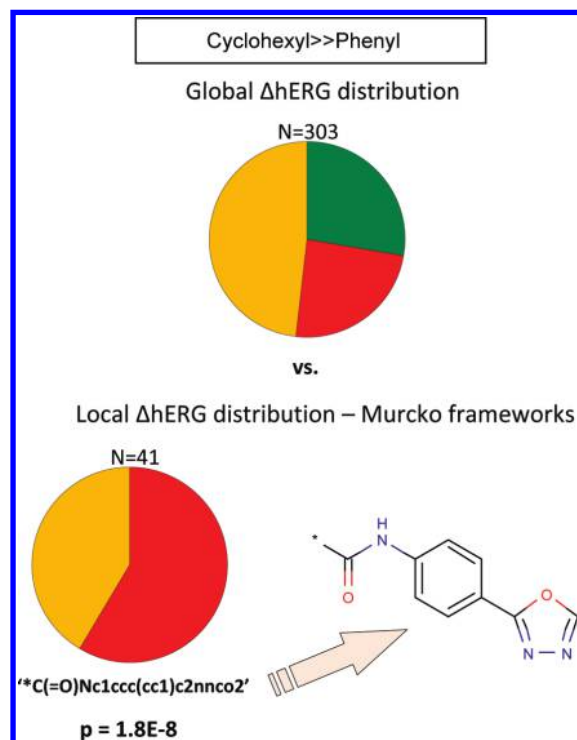 Cyclohexyl>>Phenyl
Global ΔhERG distribution
N=303
vs.
Local ΔhERG distribution – Murcko frameworks
N=41
H
* N
O
O
N N
‘*C(=O)Nc1ccc(cc1)c2nnco2’
p = 1.8E-8